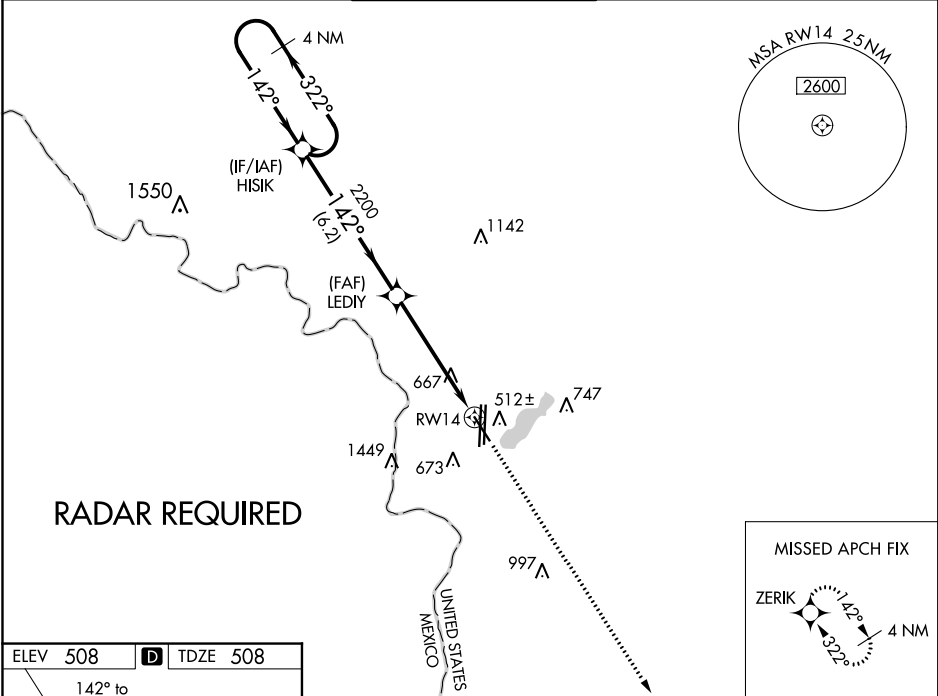 4 NM
142°
322°
MSA RW14 25NM
2600
(IF/IAF)
HISIK
1550
2200
142°
(6.2)
1142
(FAF)
LEDIY
667
512±
747
RW14
1449
673
RADAR REQUIRED
997
UNITED STATES
MEXICO
MISSED APCH FIX
ZERIK
142°
4 NM
322°
ELEV 508 D TDZE 508
142° to